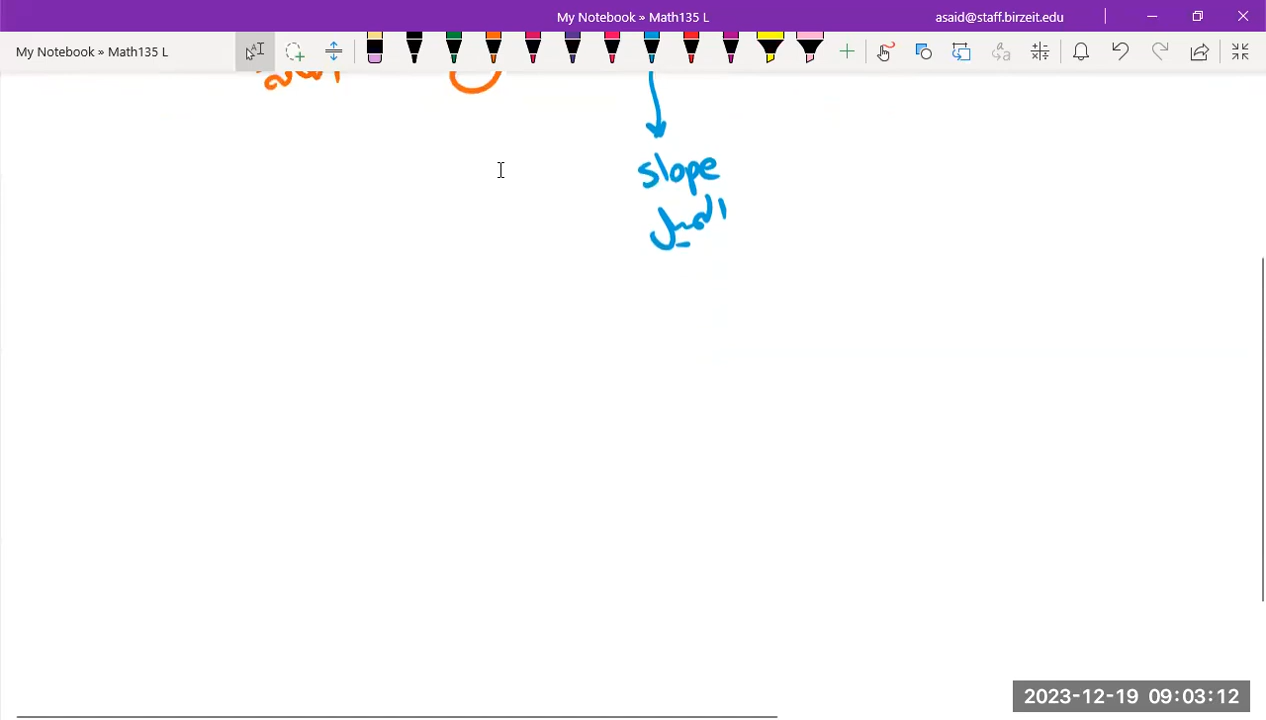 My Notebook » Math135 L
asaid@staff.birzeit.edu
My Notebook » Math135 L
slope
الميل
2023-12-19 09:03:12